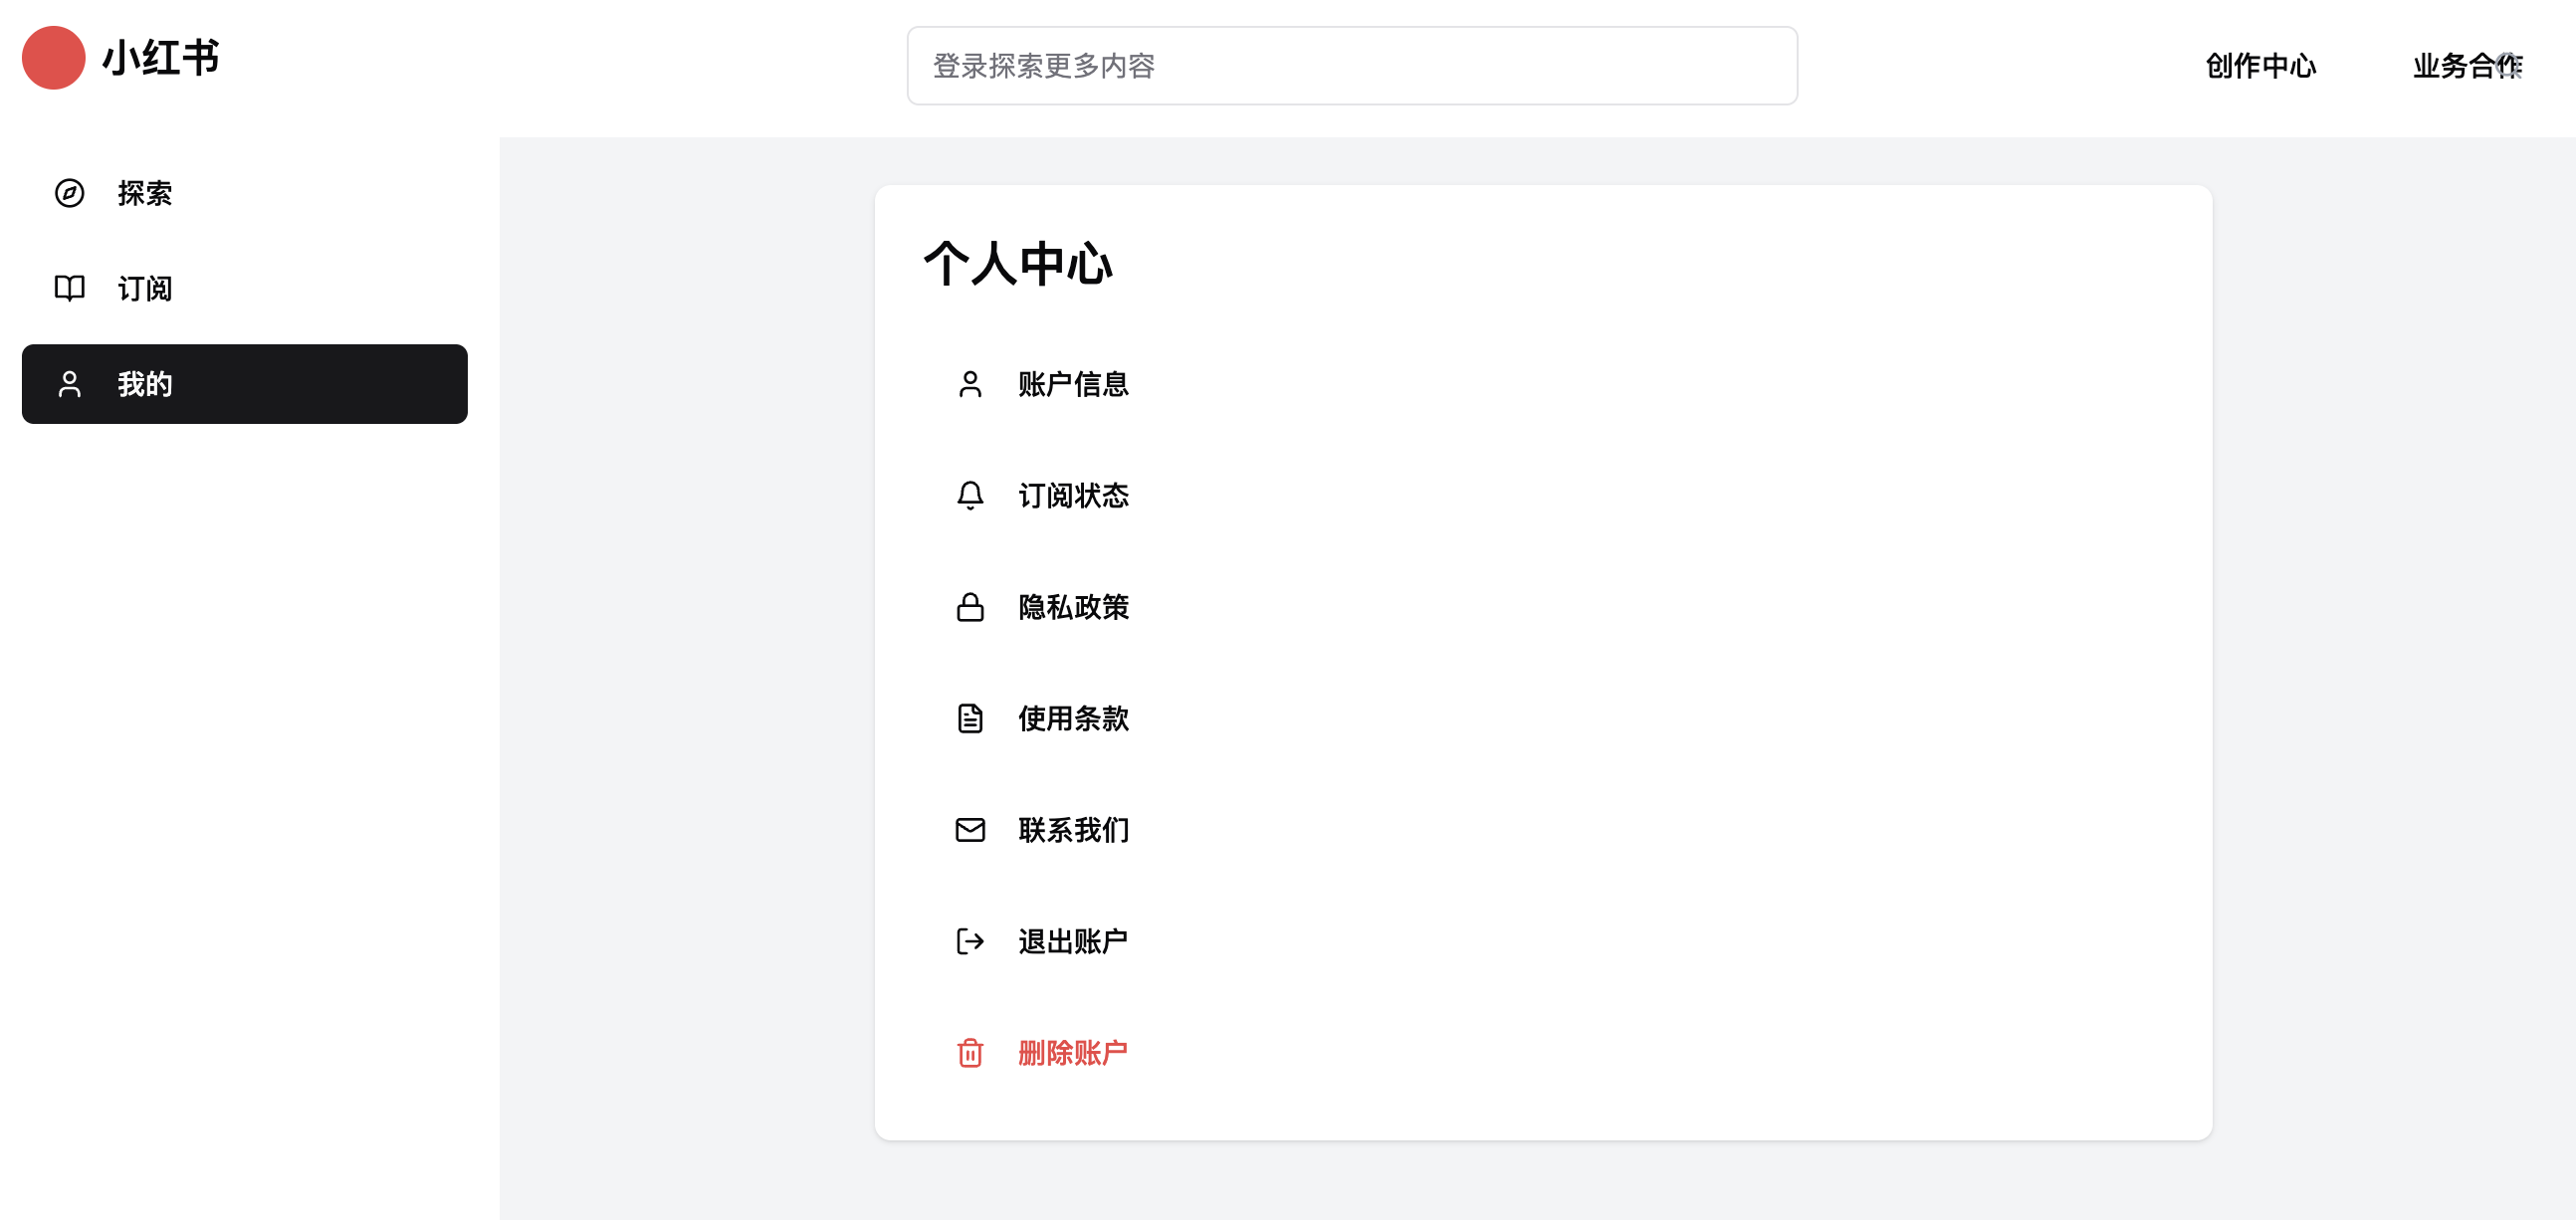 小红书
登录探索更多内容
创作中心
业务合作
探索
订阅
我的
个人中心
账户信息
订阅状态
隐私政策
使用条款
联系我们
退出账户
删除账户